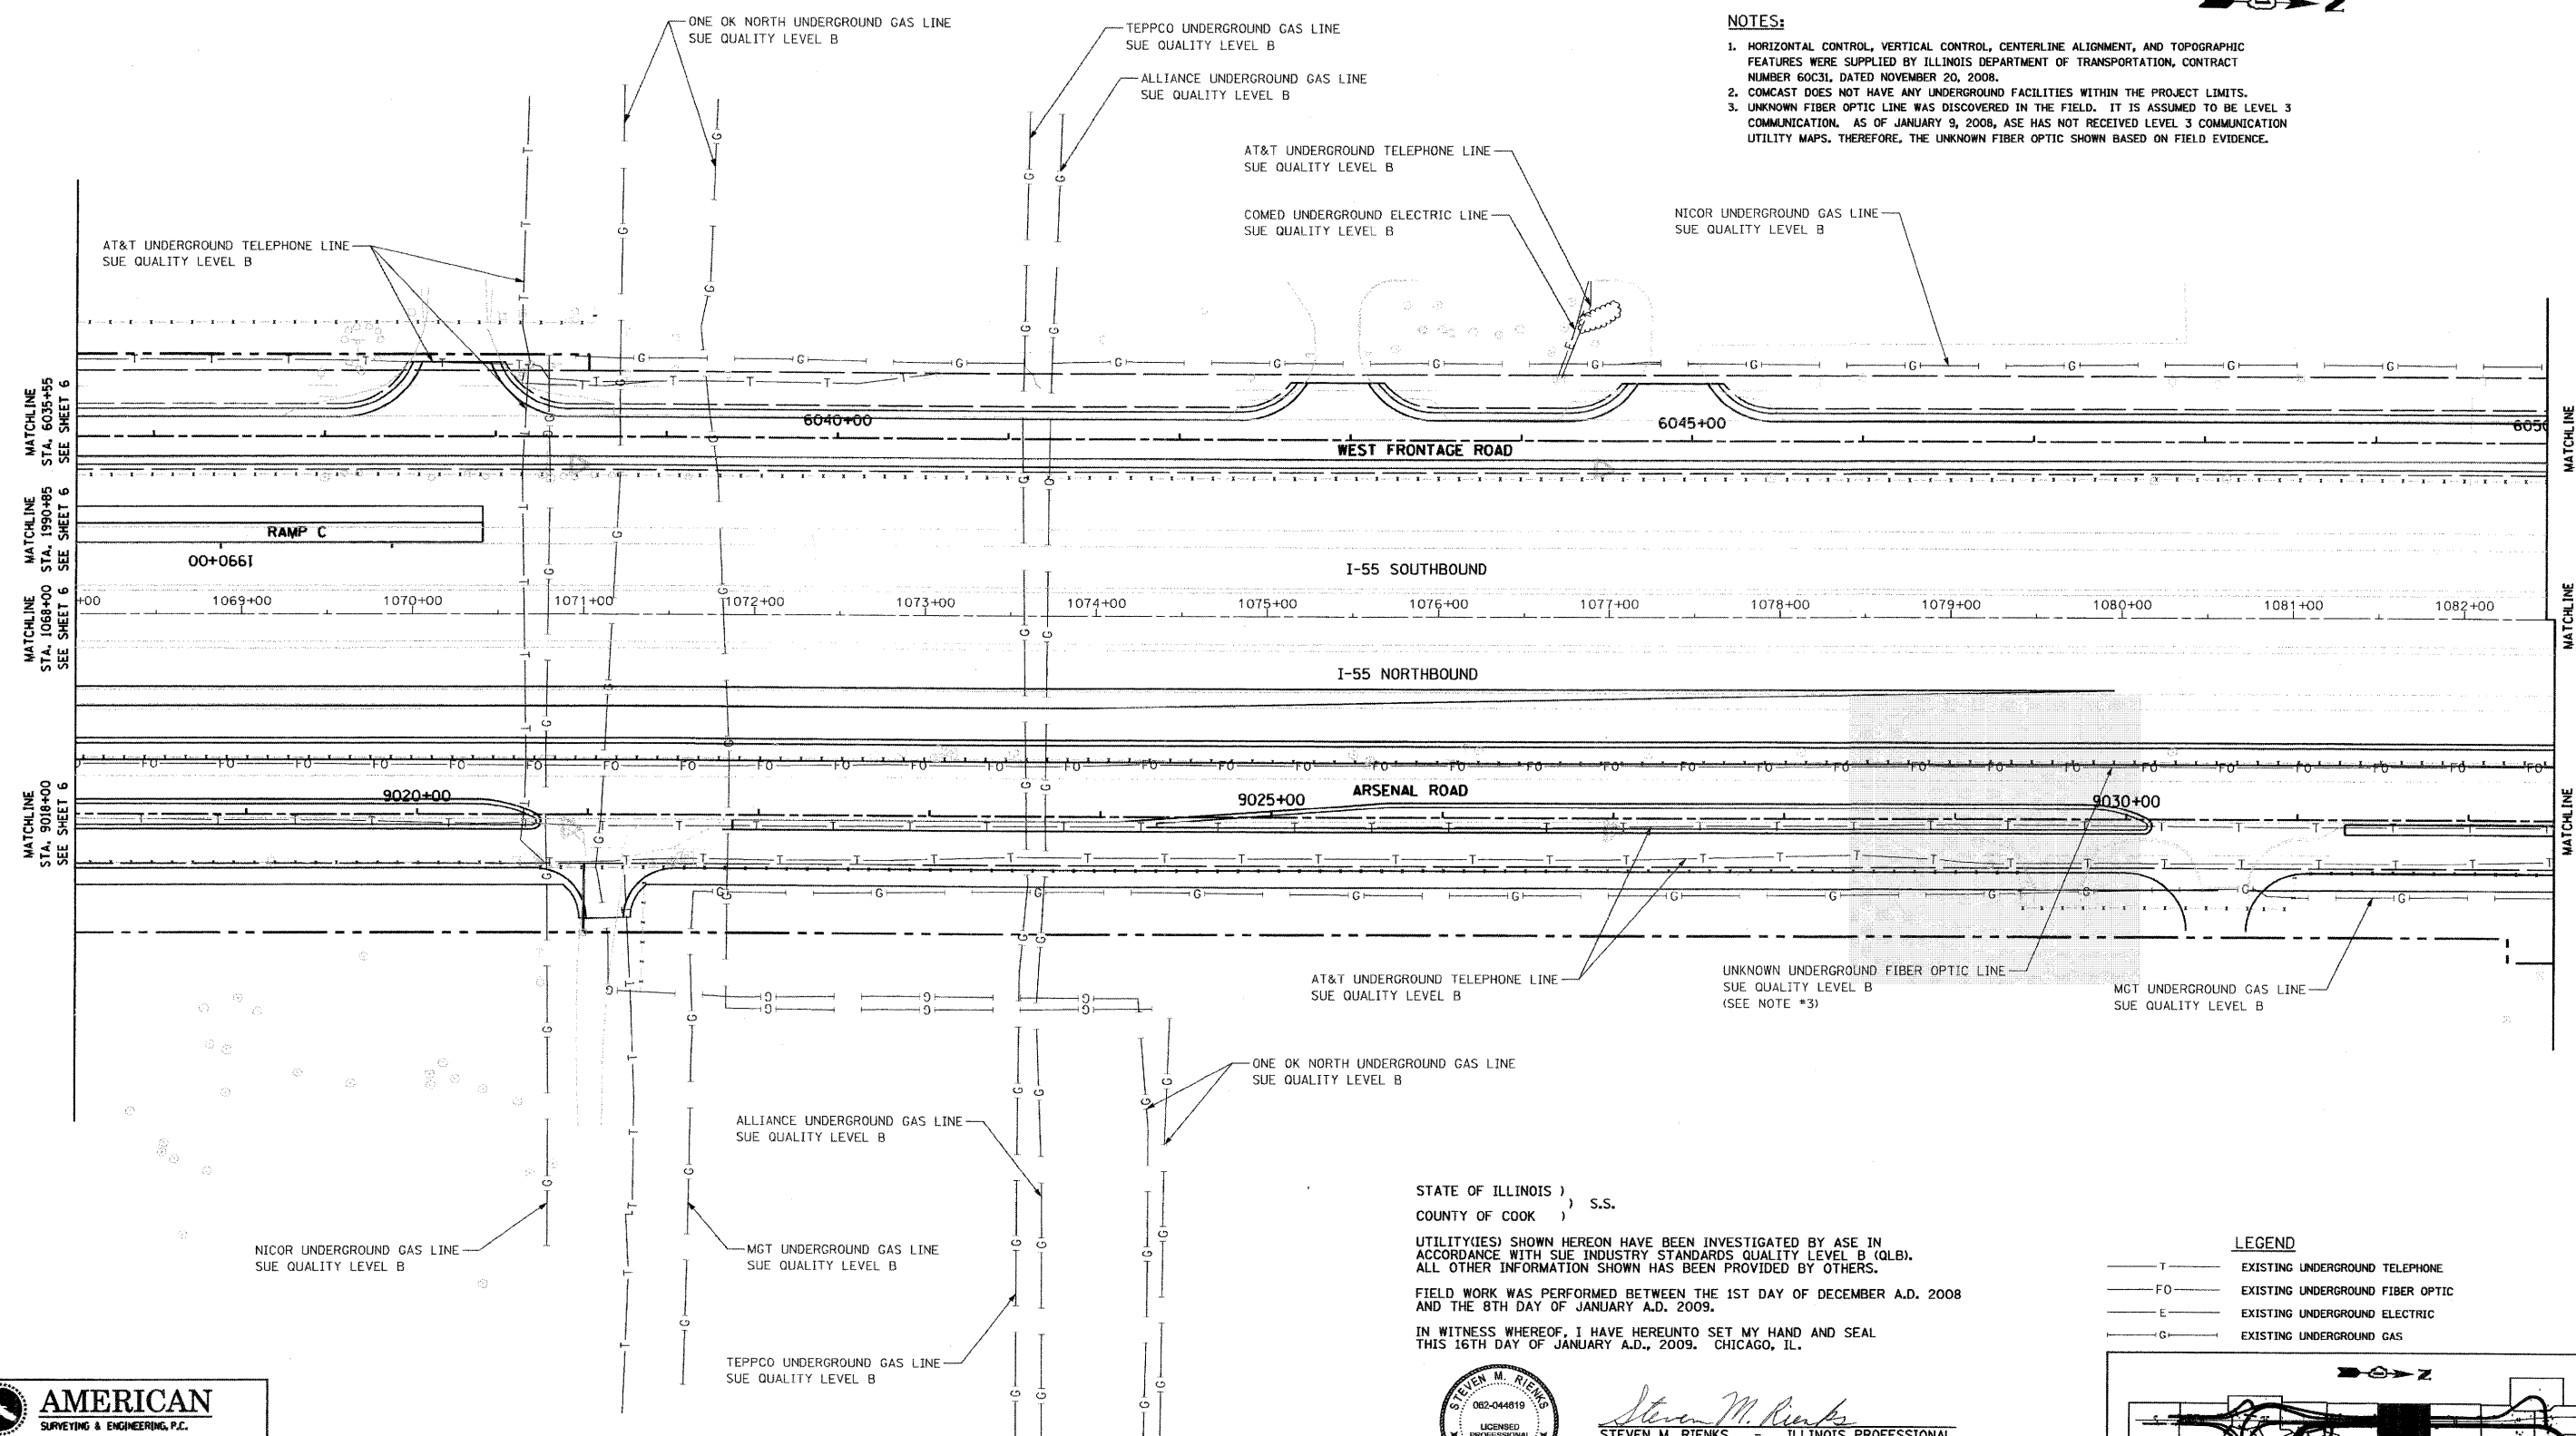 ONE OK NORTH UNDERGROUND GAS LINE
SUE QUALITY LEVEL B
TEPPCO UNDERGROUND GAS LINE
SUE QUALITY LEVEL B
ALLIANCE UNDERGROUND GAS LINE
SUE QUALITY LEVEL B
Z
NOTES:
1. HORIZONTAL CONTROL, VERTICAL CONTROL, CENTERLINE ALIGNMENT, AND TOPOGRAPHIC
FEATURES WERE SUPPLIED BY ILLINOIS DEPARTMENT OF TRANSPORTATION, CONTRACT
NUMBER 60C31, DATED NOVEMBER 20, 2008.
2. COMCAST DOES NOT HAVE ANY UNDERGROUND FACILITIES WITHIN THE PROJECT LIMITS.
3. UNKNOWN FIBER OPTIC LINE WAS DISCOVERED IN THE FIELD. IT IS ASSUMED TO BE LEVEL 3
COMMUNICATION. AS OF JANUARY 9, 2008, ASE HAS NOT RECEIVED LEVEL 3 COMMUNICATION
UTILITY MAPS. THEREFORE, THE UNKNOWN FIBER OPTIC SHOWN BASED ON FIELD EVIDENCE.
AT&T UNDERGROUND TELEPHONE LINE
SUE QUALITY LEVEL B
COMED UNDERGROUND ELECTRIC LINE
SUE QUALITY LEVEL B
NICOR UNDERGROUND GAS LINE
SUE QUALITY LEVEL B
AT&T UNDERGROUND TELEPHONE LINE
SUE QUALITY LEVEL B
MATCHLINE
STA. 6035+55
SEE SHEET 6
6040+00
6045+00
6050
MATCHLINE
WEST FRONTAGE ROAD
MATCHLINE
STA. 1990+85
SEE SHEET 6
RAMP C
1990+00
I-55 SOUTHBOUND
MATCHLINE
STA. 1068+00
SEE SHEET 6
+00
1069+00
1070+00
1071+00
1072+00
1073+00
1074+00
1075+00
1076+00
1077+00
1078+00
1079+00
1080+00
1081+00
1082+00
MATCHLINE
I-55 NORTHBOUND
MATCHLINE
STA. 9018+00
SEE SHEET 6
9020+00
9025+00
ARSENAL ROAD
9030+00
MATCHLINE
AT&T UNDERGROUND TELEPHONE LINE
SUE QUALITY LEVEL B
UNKNOWN UNDERGROUND FIBER OPTIC LINE
SUE QUALITY LEVEL B
(SEE NOTE #3)
MGT UNDERGROUND GAS LINE
SUE QUALITY LEVEL B
ONE OK NORTH UNDERGROUND GAS LINE
SUE QUALITY LEVEL B
ALLIANCE UNDERGROUND GAS LINE
SUE QUALITY LEVEL B
NICOR UNDERGROUND GAS LINE
SUE QUALITY LEVEL B
MGT UNDERGROUND GAS LINE
SUE QUALITY LEVEL B
TEPPCO UNDERGROUND GAS LINE
SUE QUALITY LEVEL B
STATE OF ILLINOIS )
) S.S.
COUNTY OF COOK )
UTILITY(IES) SHOWN HEREON HAVE BEEN INVESTIGATED BY ASE IN
ACCORDANCE WITH SUE INDUSTRY STANDARDS QUALITY LEVEL B (QLB).
ALL OTHER INFORMATION SHOWN HAS BEEN PROVIDED BY OTHERS.
FIELD WORK WAS PERFORMED BETWEEN THE 1ST DAY OF DECEMBER A.D. 2008
AND THE 8TH DAY OF JANUARY A.D. 2009.
IN WITNESS WHEREOF, I HAVE HEREUNTO SET MY HAND AND SEAL
THIS 16TH DAY OF JANUARY A.D., 2009. CHICAGO, IL.
STEVEN M. RIENKS
062-044619
LICENSED
PROFESSIONAL
Steven M. Rienks
STEVEN M. RIENKS - ILLINOIS PROFESSIONAL
LEGEND
T EXISTING UNDERGROUND TELEPHONE
FO EXISTING UNDERGROUND FIBER OPTIC
E EXISTING UNDERGROUND ELECTRIC
G EXISTING UNDERGROUND GAS
Z
AMERICAN
SURVEYING & ENGINEERING, P.C.